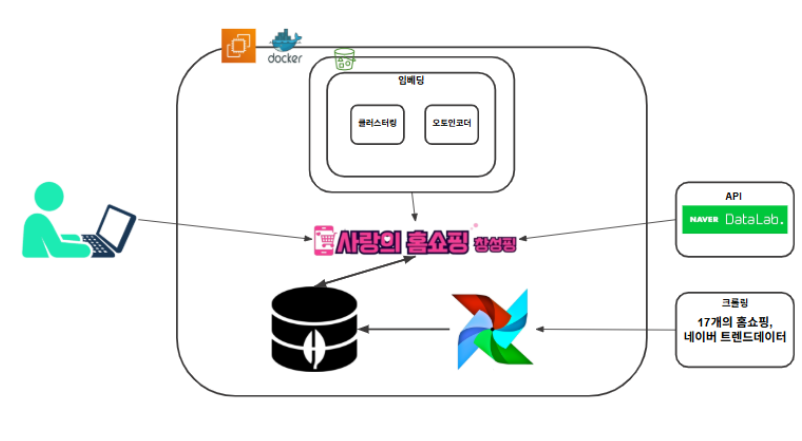 docker
임베딩
클러스터링
오토인코더
사랑의 홈쇼핑 창성핑
API
NAVER DataLab.
크롤링
17개의 홈쇼핑,
네이버 트렌드데이터